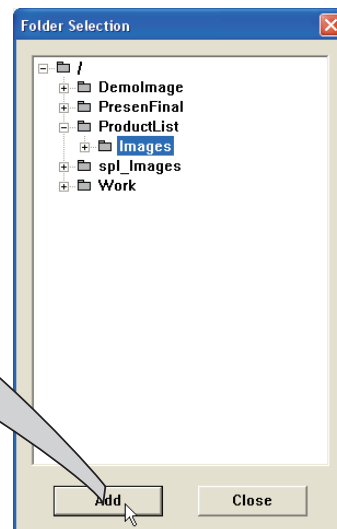 Folder Selection
/
DemoImage
PresenFinal
ProductList
Images
spl_Images
Work
Add
Close